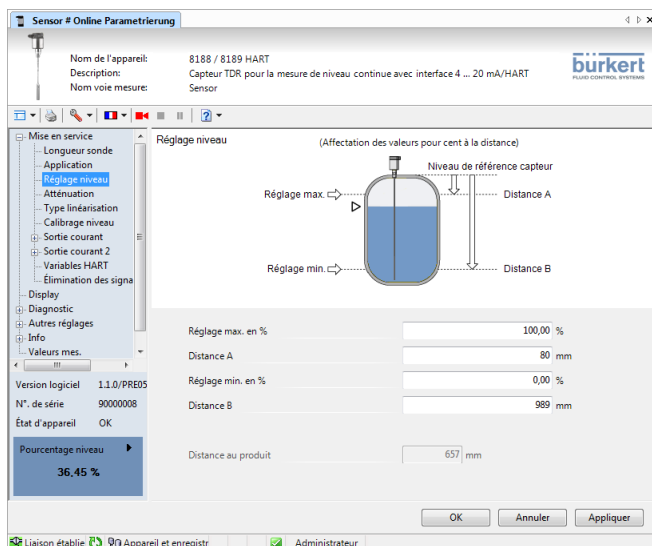 Sensor # Online Parametrierung
Nom de l'appareil: 8188 / 8189 HART
Description: Capteur TDR pour la mesure de niveau continue avec interface 4 ... 20 mA/HART
Nom voie mesure: Sensor
bürkert
FLUID CONTROL SYSTEMS
Mise en service
Longueur sonde
Application
Réglage niveau
Atténuation
Type linéarisation
Calibrage niveau
Sortie courant
Sortie courant 2
Variables HART
Élimination des signa
Display
Diagnostic
Autres réglages
Info
Valeurs mes.
Version logiciel 1.1.0/PRE05
N°. de série 90000008
État d'appareil OK
Pourcentage niveau
36,45 %
Réglage niveau
(Affectation des valeurs pour cent à la distance)
Niveau de référence capteur
Réglage max.
Distance A
Réglage min.
Distance B
Réglage max. en % 100,00 %
Distance A 80 mm
Réglage min. en % 0,00 %
Distance B 989 mm
Distance au produit 657 mm
OK Annuler Appliquer
Liaison établie Appareil et enregistr Administrateur